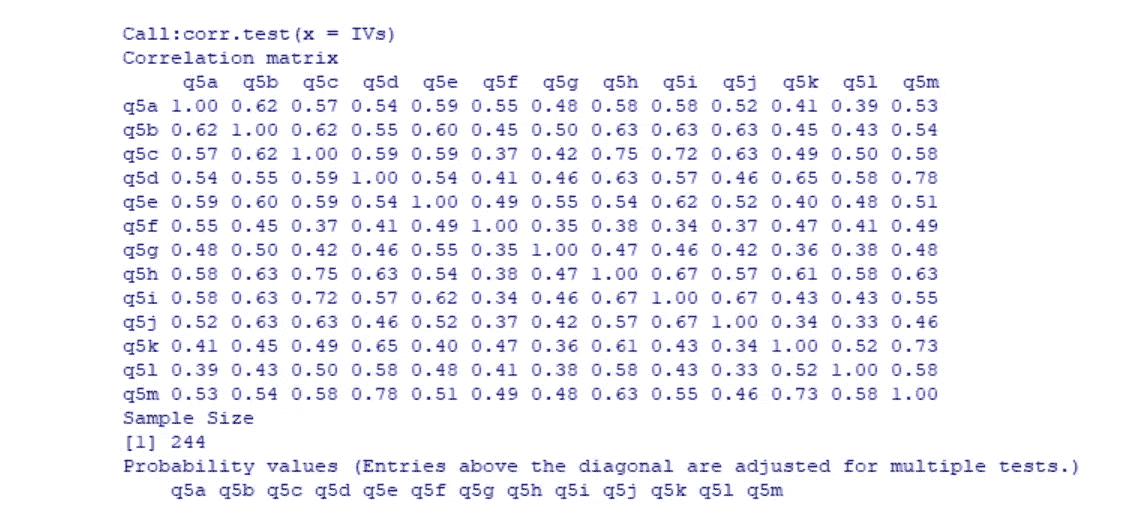 Call:corr.test(x = IVs)
Correlation matrix
q5a q5b q5c q5d q5e q5f q5g q5h q5i q5j q5k q5l q5m
q5a 1.00 0.62 0.57 0.54 0.59 0.55 0.48 0.58 0.58 0.52 0.41 0.39 0.53
q5b 0.62 1.00 0.62 0.55 0.60 0.45 0.50 0.63 0.63 0.63 0.45 0.43 0.54
q5c 0.57 0.62 1.00 0.59 0.59 0.37 0.42 0.75 0.72 0.63 0.49 0.50 0.58
q5d 0.54 0.55 0.59 1.00 0.54 0.41 0.46 0.63 0.57 0.46 0.65 0.58 0.78
q5e 0.59 0.60 0.59 0.54 1.00 0.49 0.55 0.54 0.62 0.52 0.40 0.48 0.51
q5f 0.55 0.45 0.37 0.41 0.49 1.00 0.35 0.38 0.34 0.37 0.47 0.41 0.49
q5g 0.48 0.50 0.42 0.46 0.55 0.35 1.00 0.47 0.46 0.42 0.36 0.38 0.48
q5h 0.58 0.63 0.75 0.63 0.54 0.38 0.47 1.00 0.67 0.57 0.61 0.58 0.63
q5i 0.58 0.63 0.72 0.57 0.62 0.34 0.46 0.67 1.00 0.67 0.43 0.43 0.55
q5j 0.52 0.63 0.63 0.46 0.52 0.37 0.42 0.57 0.67 1.00 0.34 0.33 0.46
q5k 0.41 0.45 0.49 0.65 0.40 0.47 0.36 0.61 0.43 0.34 1.00 0.52 0.73
q5l 0.39 0.43 0.50 0.58 0.48 0.41 0.38 0.58 0.43 0.33 0.52 1.00 0.58
q5m 0.53 0.54 0.58 0.78 0.51 0.49 0.48 0.63 0.55 0.46 0.73 0.58 1.00
Sample Size
[1] 244
Probability values (Entries above the diagonal are adjusted for multiple tests.)
q5a q5b q5c q5d q5e q5f q5g q5h q5i q5j q5k q5l q5m